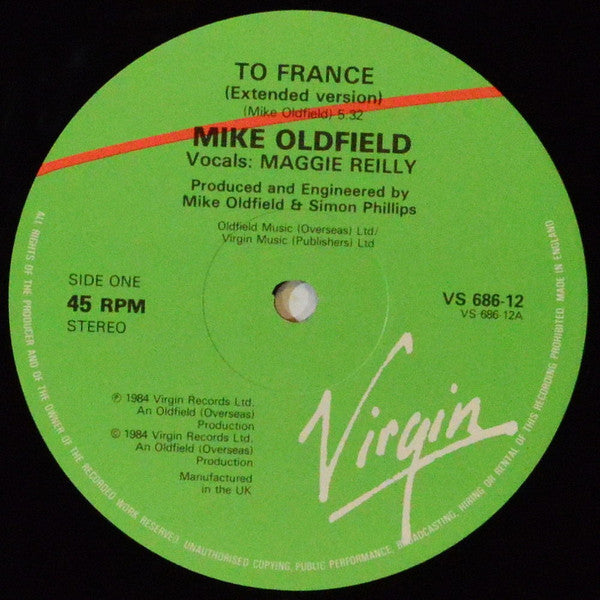 TO FRANCE
(Extended version)
(Mike Oldfield) 5.32
MIKE OLDFIELD
Vocals: MAGGIE REILLY
Produced and Engineered by
Mike Oldfield & Simon Phillips
Oldfield Music (Overseas) Ltd/
Virgin Music (Publishers) Ltd
SIDE ONE
45 RPM
STEREO
VS 686-12
VS 686-12A
℗ 1984 Virgin Records Ltd.
An Oldfield (Overseas)
Production
© 1984 Virgin Records Ltd.
An Oldfield (Overseas)
Production
Manufactured
in the UK
Virgin
ALL RIGHTS OF THE PRODUCER AND OF THE OWNER OF THE RECORDED WORK RESERVED. UNAUTHORISED COPYING, PUBLIC PERFORMANCE, BROADCASTING, HIRING OR RENTAL OF THIS RECORDING PROHIBITED. MADE IN ENGLAND